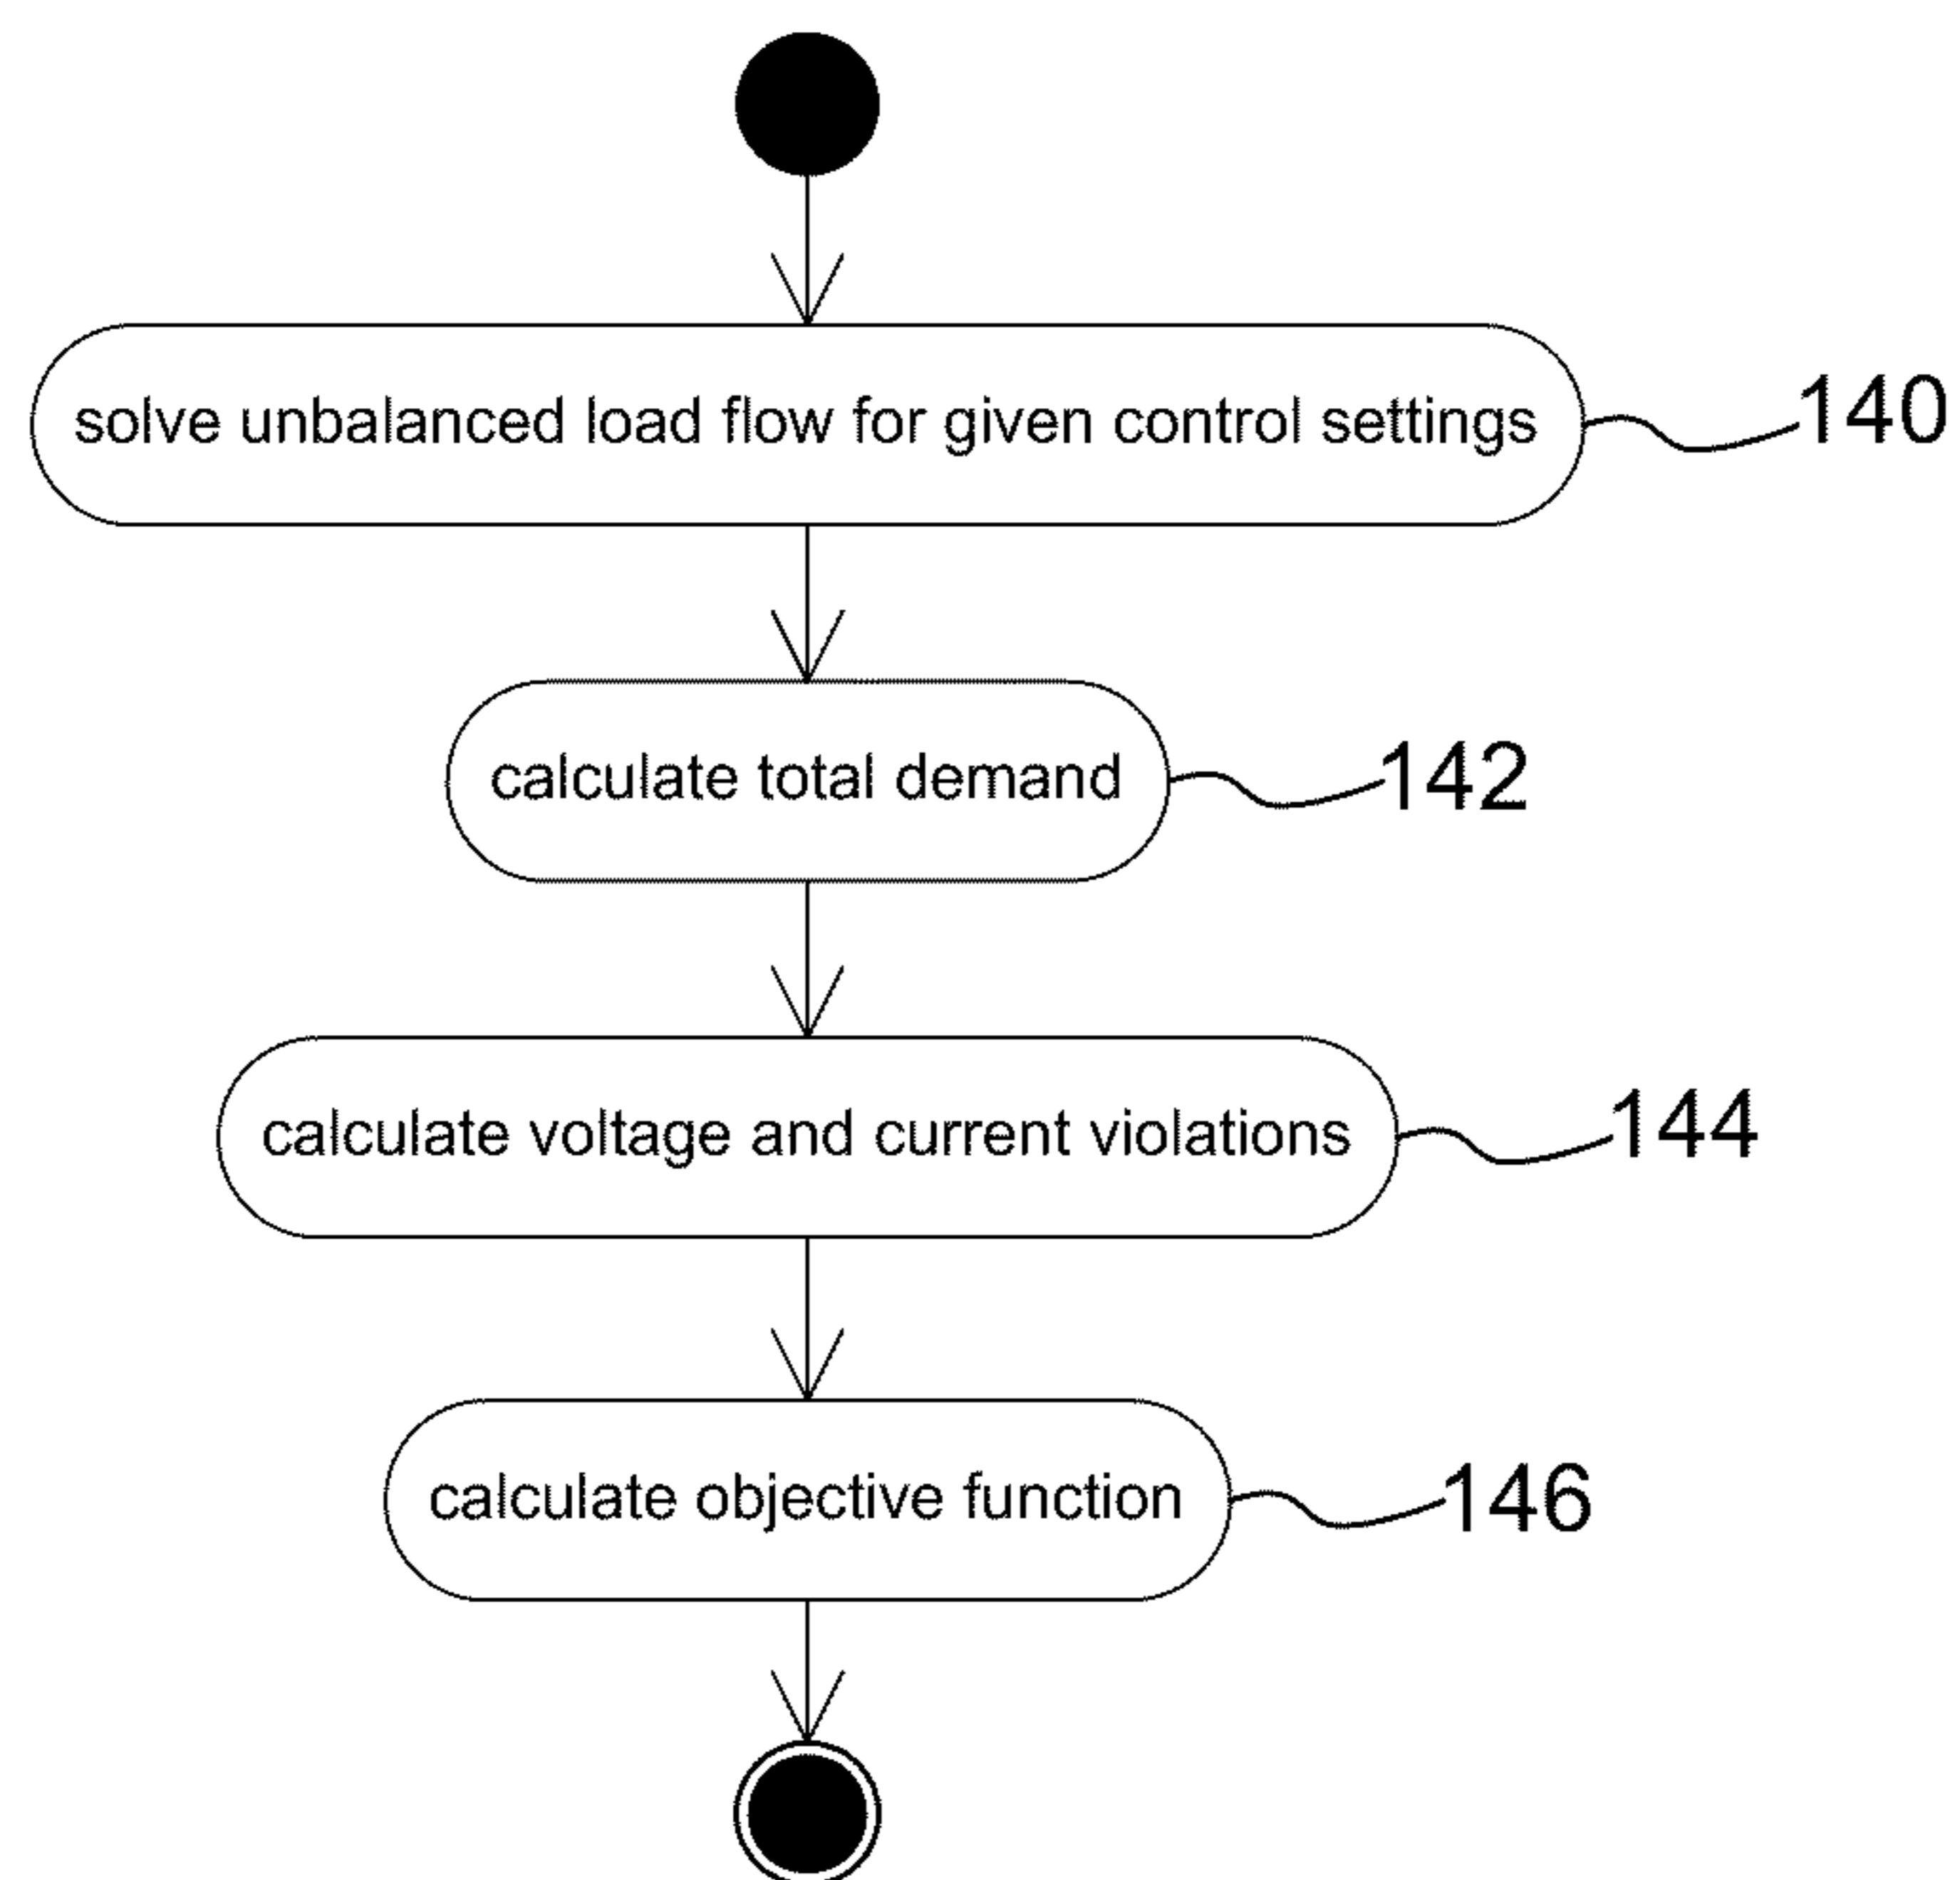 solve unbalanced load flow for given control settings
140
calculate total demand
142
calculate voltage and current violations
144
calculate objective function
146